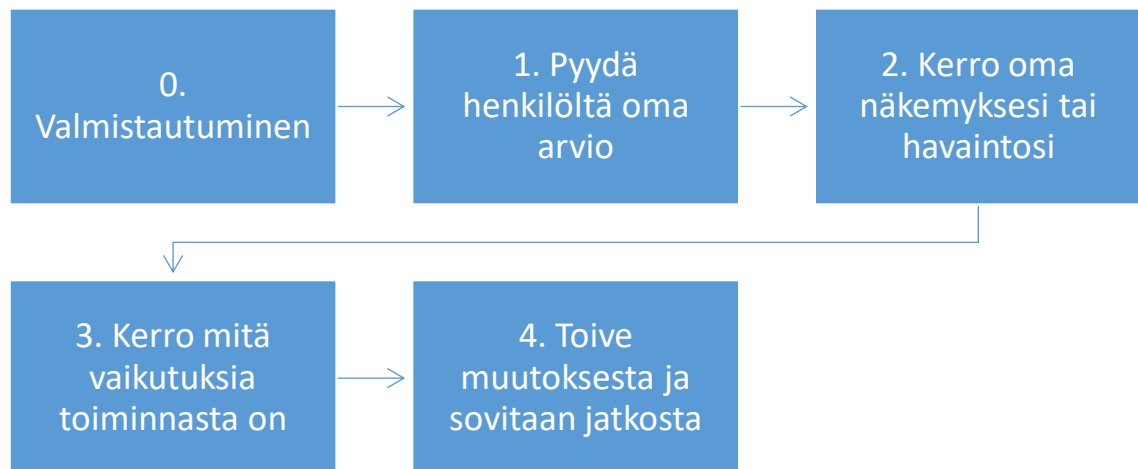 0.
Valmistautuminen
1. Pyydä
henkilöltä oma
arvio
2. Kerro oma
näkemyksesi tai
havaintosi
3. Kerro mitä
vaikutuksia
toiminnasta on
4. Toive
muutoksesta ja
sovitaan jatkosta